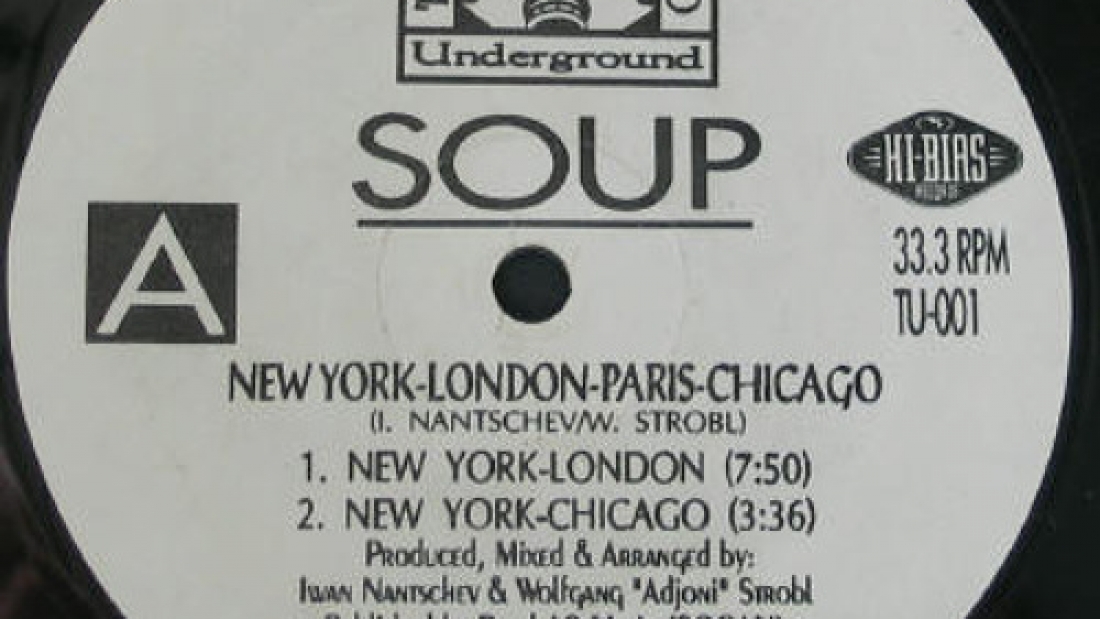 Underground
SOUP
HI-BIAS
A
33.3 RPM
TU-001
NEW YORK-LONDON-PARIS-CHICAGO
(I. NANTSCHEV/W. STROBL)
1. NEW YORK-LONDON (7:50)
2. NEW YORK-CHICAGO (3:36)
PRODUCED, MIXED & ARRANGED by:
IWAN NANTSCHEV & WOLFGANG "Adjoni" STROBL